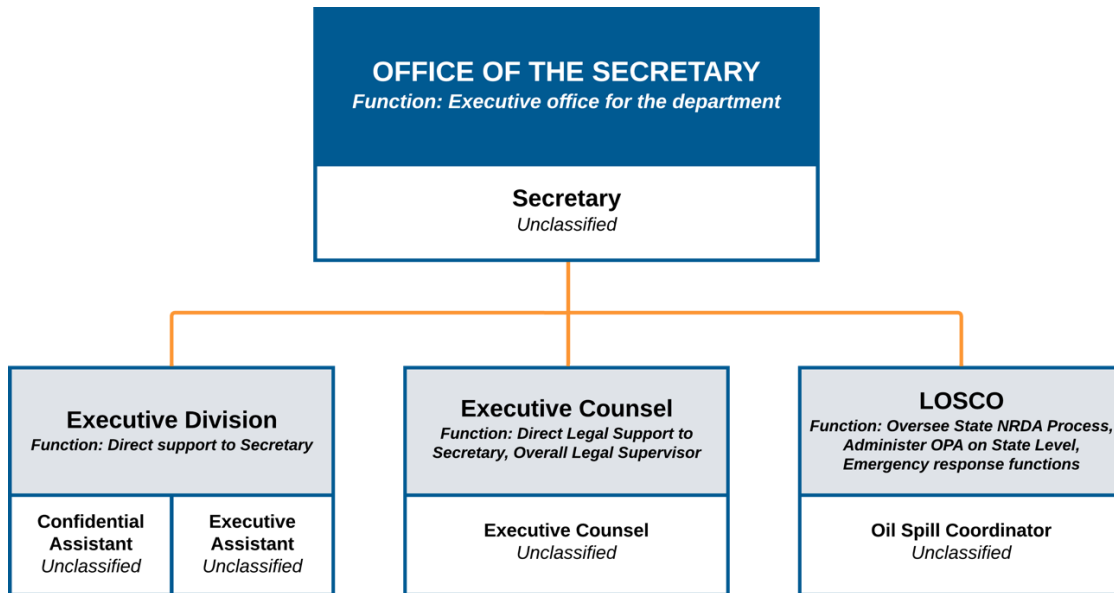 OFFICE OF THE SECRETARY
Function: Executive office for the department
Secretary
Unclassified
Executive Division
Function: Direct support to Secretary
Confidential
Assistant
Unclassified
Executive
Assistant
Unclassified
Executive Counsel
Function: Direct Legal Support to
Secretary, Overall Legal Supervisor
Executive Counsel
Unclassified
LOSCO
Function: Oversee State NRDA Process,
Administer OPA on State Level,
Emergency response functions
Oil Spill Coordinator
Unclassified